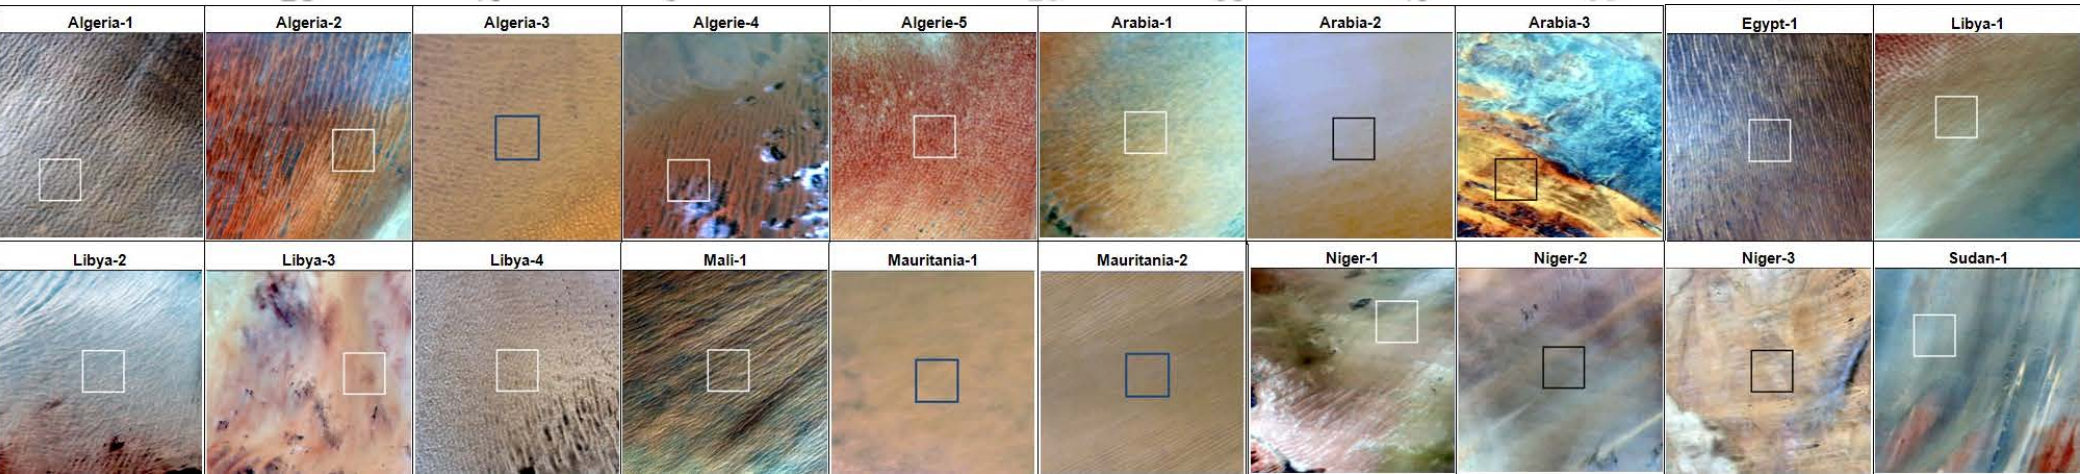 Algeria-1 Algeria-2 Algeria-3 Algerie-4 Algerie-5 Arabia-1 Arabia-2 Arabia-3 Egypt-1 Libya-1
Libya-2 Libya-3 Libya-4 Mali-1 Mauritania-1 Mauritania-2 Niger-1 Niger-2 Niger-3 Sudan-1